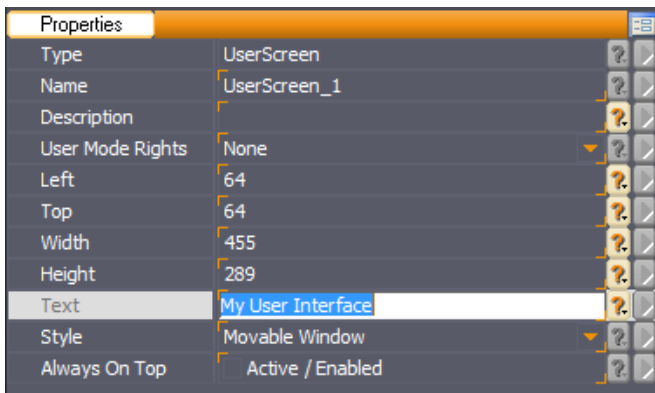 Properties
Type UserScreen
Name UserScreen_1
Description
User Mode Rights None
Left 64
Top 64
Width 455
Height 289
Text My User Interface
Style Movable Window
Always On Top Active / Enabled